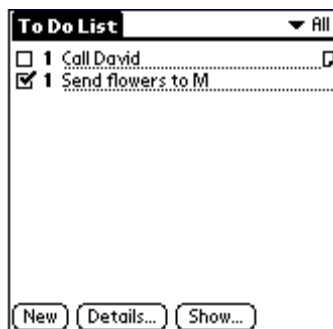 To Do List All
1 Call David
1 Send flowers to M
New Details... Show...